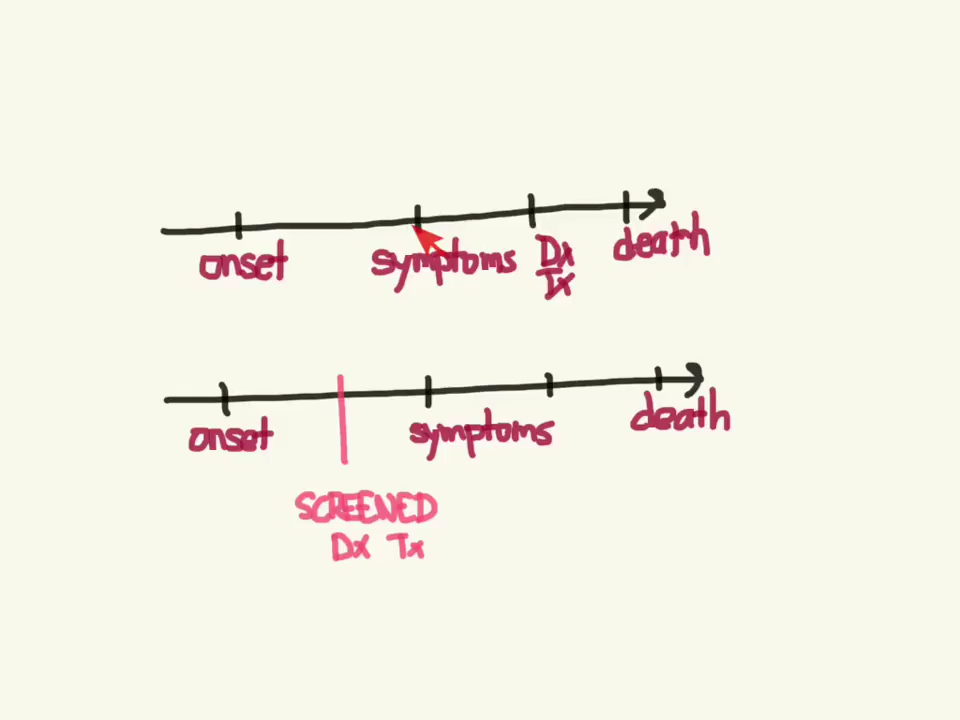 onset symptoms Dx death
Tx
onset symptoms death
SCREENED
Dx Tx